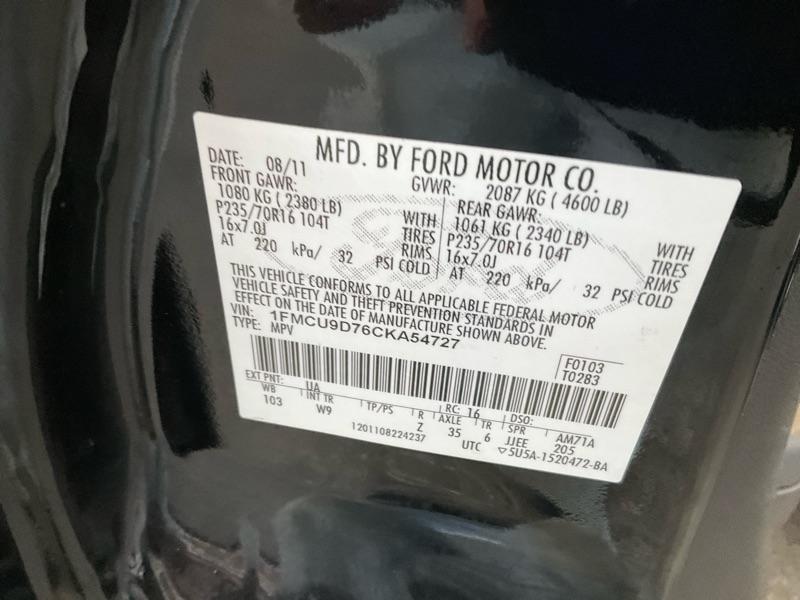 MFD. BY FORD MOTOR CO.
DATE: 08/11 GVWR: 2087 KG ( 4600 LB)
FRONT GAWR: REAR GAWR:
1080 KG ( 2380 LB) WITH 1061 KG ( 2340 LB) WITH
P235/70R16 104T TIRES P235/70R16 104T TIRES
16x7.0J RIMS 16x7.0J RIMS
AT 220 kPa/ 32 PSI COLD AT 220 kPa/ 32 PSI COLD
THIS VEHICLE CONFORMS TO ALL APPLICABLE FEDERAL MOTOR
VEHICLE SAFETY AND THEFT PREVENTION STANDARDS IN
EFFECT ON THE DATE OF MANUFACTURE SHOWN ABOVE.
VIN: 1FMCU9D76CKA54727
TYPE: MPV
F0103
T0283
EXT PNT: UA RC: 16 DSO:
WB INT TR TP/PS R AXLE TR SPR AM71A
103 W9 Z 35 6 JJEE 205
1201108224237 UTC ▽5U5A-1520472-BA